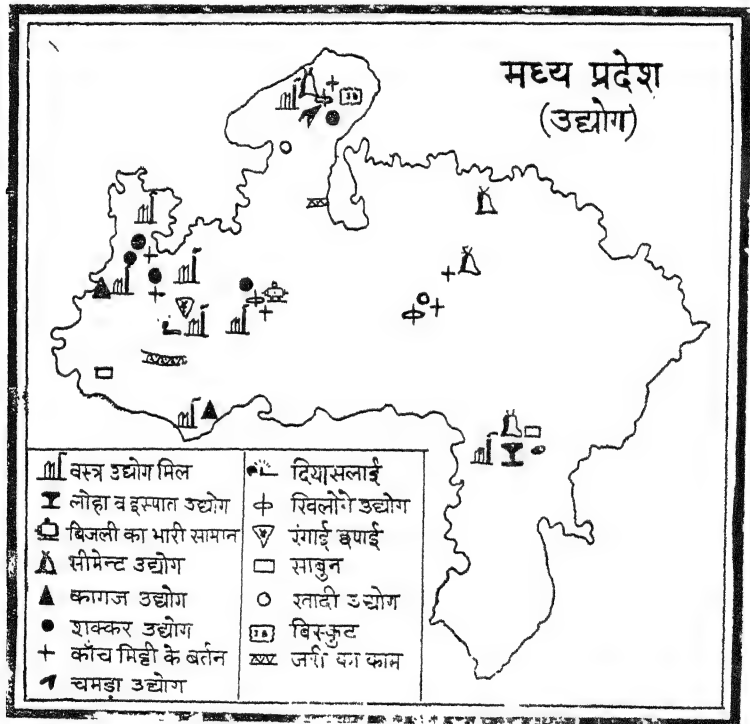 मध्य प्रदेश
(उद्योग)
वस्त्र उद्योग मिल
लोहा व इस्पात उद्योग
बिजली का भारी सामान
सीमेन्ट उद्योग
कागज उद्योग
शक्कर उद्योग
काँच मिट्टी के बर्तन
चमड़ा उद्योग
दियासलाई
खिलौने उद्योग
रंगाई छपाई
साबुन
खादी उद्योग
बिस्कुट
जरी का काम